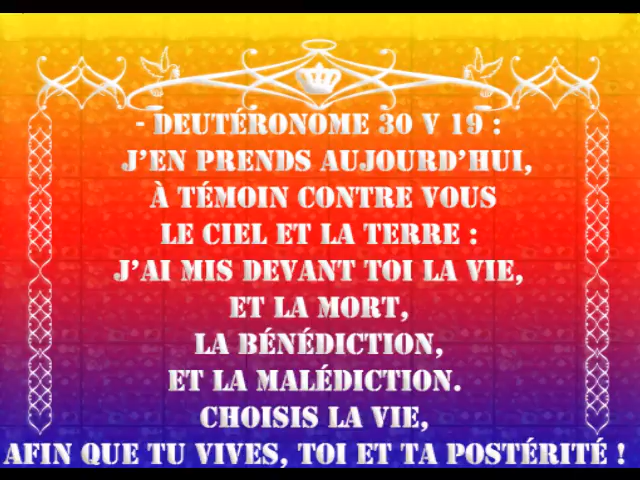 - DEUTÉRONOME 30 V 19 :
J'EN PRENDS AUJOURD'HUI,
À TÉMOIN CONTRE VOUS
LE CIEL ET LA TERRE :
J'AI MIS DEVANT TOI LA VIE,
ET LA MORT,
LA BÉNÉDICTION,
ET LA MALÉDICTION.
CHOISIS LA VIE,
AFIN QUE TU VIVES, TOI ET TA POSTÉRITÉ !